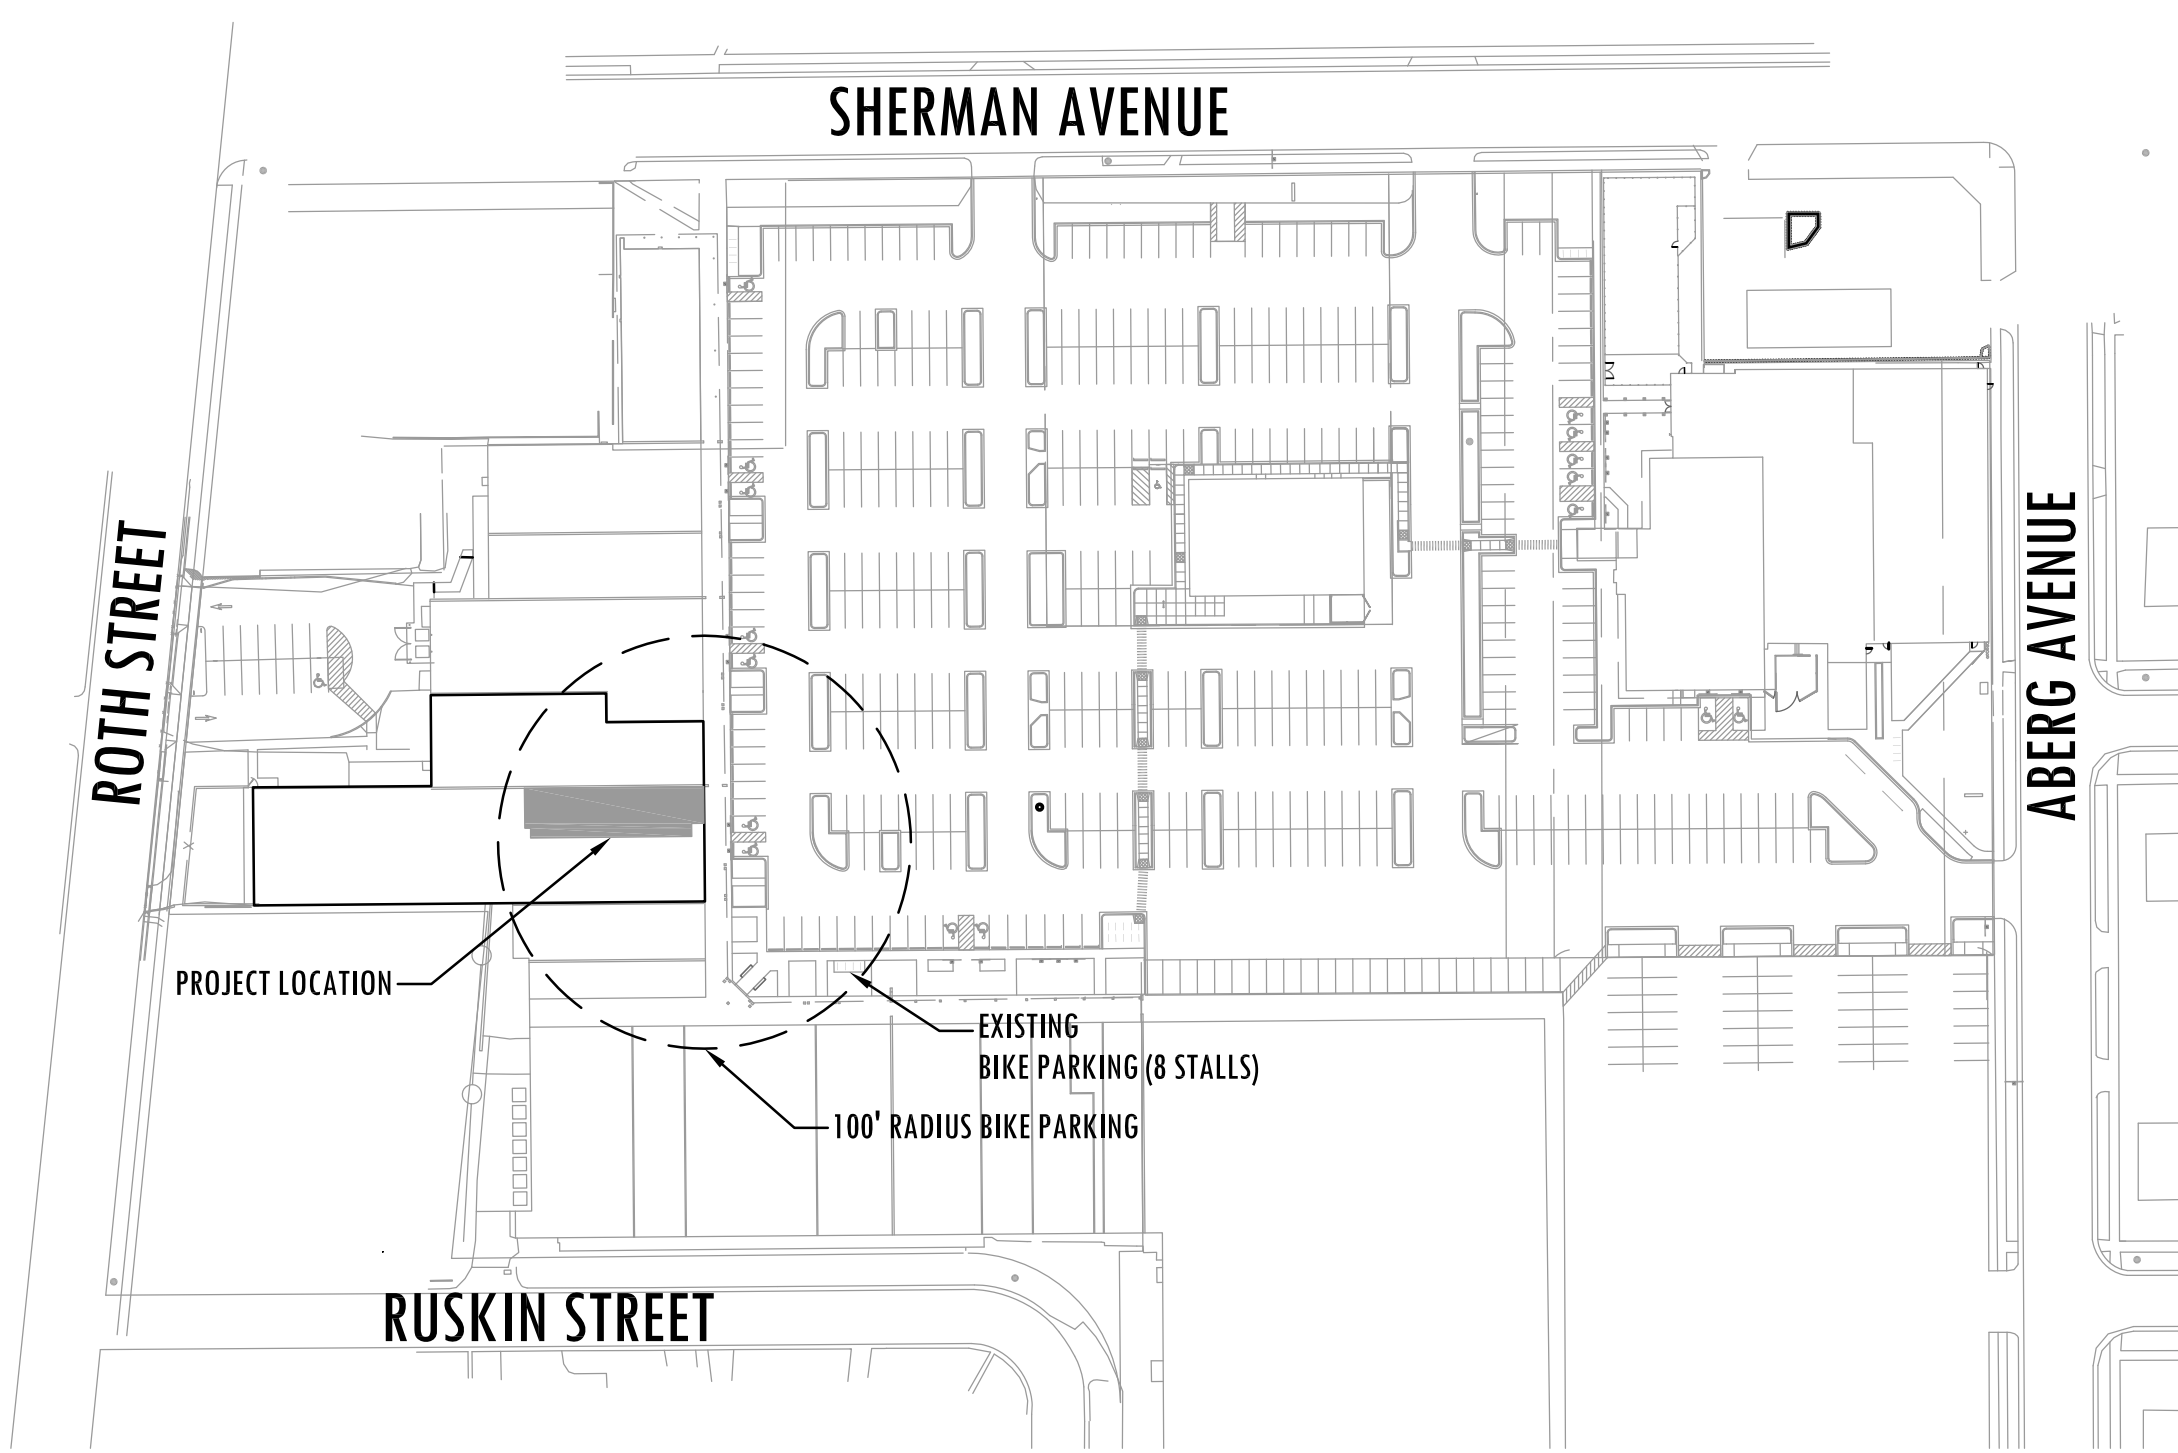 SHERMAN AVENUE
ROTH STREET
ABERG AVENUE
PROJECT LOCATION
EXISTING
BIKE PARKING (8 STALLS)
100' RADIUS BIKE PARKING
RUSKIN STREET